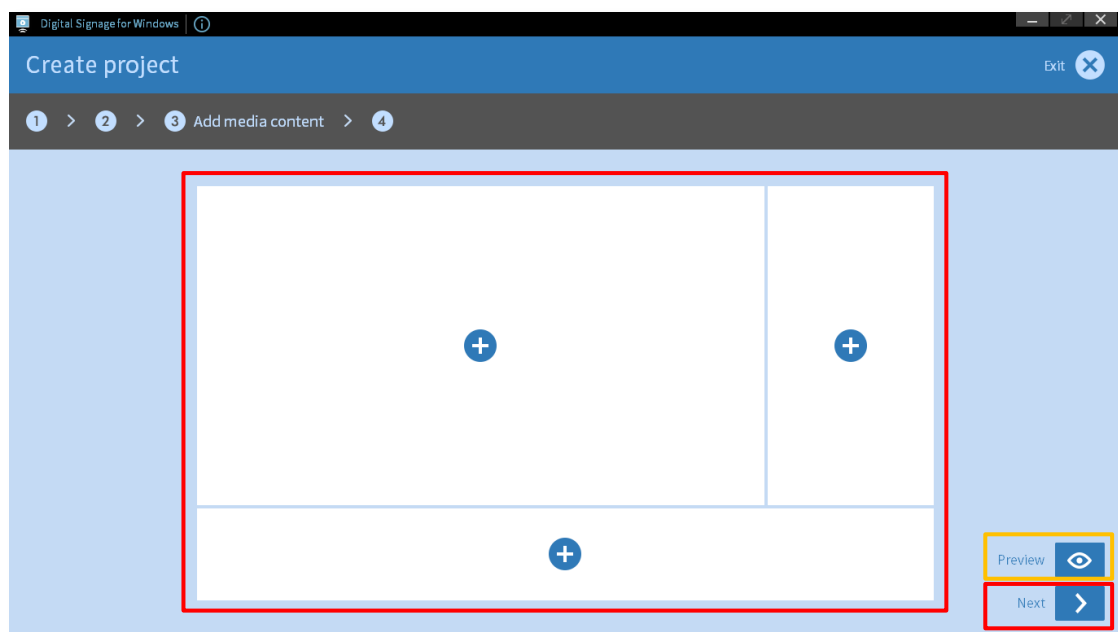 Digital Signage for Windows
Create project
Exit
1 > 2 > 3 Add media content > 4
Preview
Next